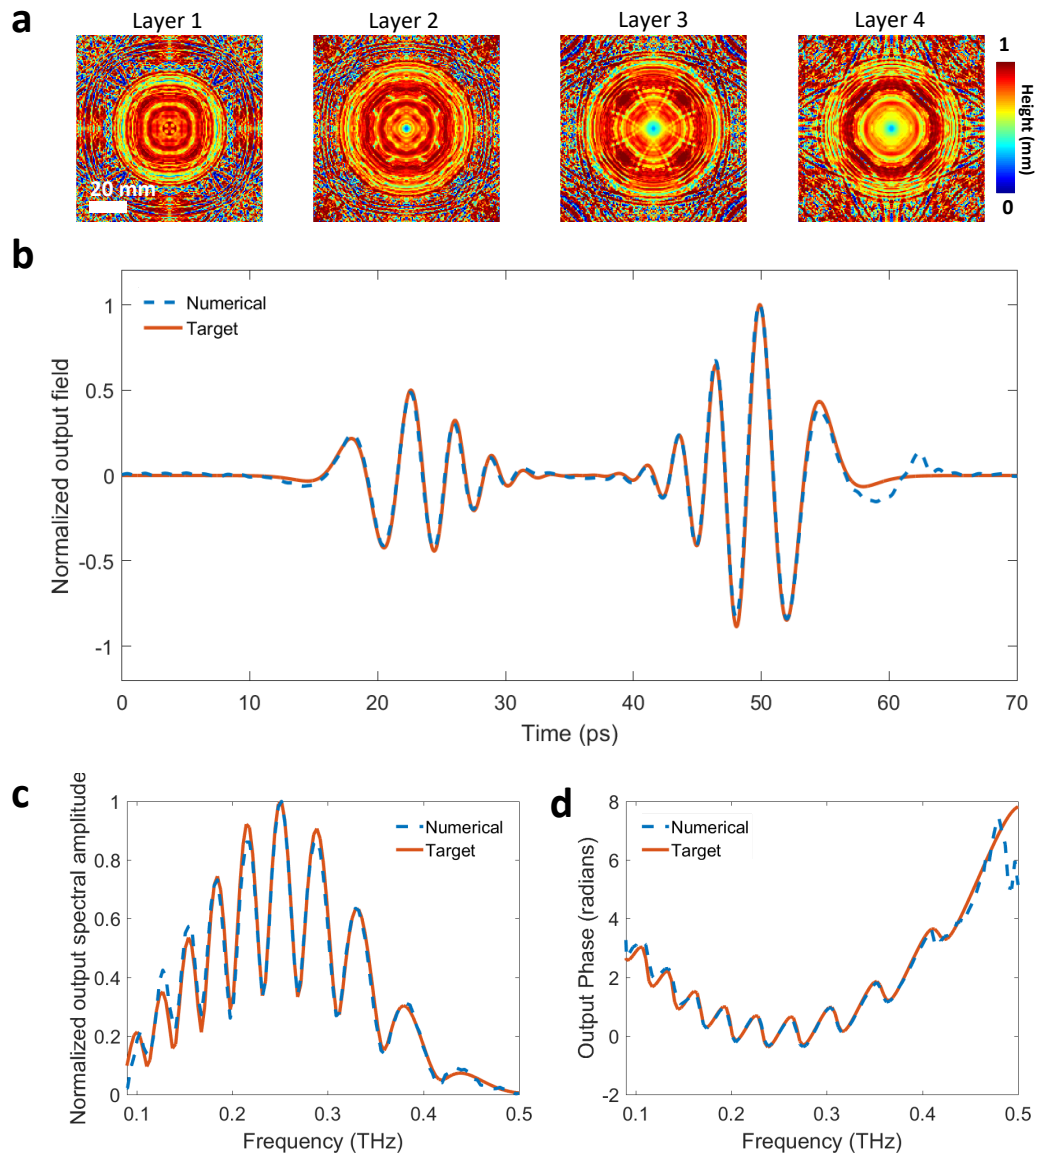 a
Layer 1
Layer 2
Layer 3
Layer 4
20 mm
1
Height (mm)
0
b
Normalized output field
1
0.5
0
-0.5
-1
Numerical
Target
0
10
20
30
40
50
60
70
Time (ps)
c
Normalized output spectral amplitude
1
0.8
0.6
0.4
0.2
0
Numerical
Target
0.1
0.2
0.3
0.4
0.5
Frequency (THz)
d
Output Phase (radians)
8
6
4
2
0
-2
Numerical
Target
0.1
0.2
0.3
0.4
0.5
Frequency (THz)